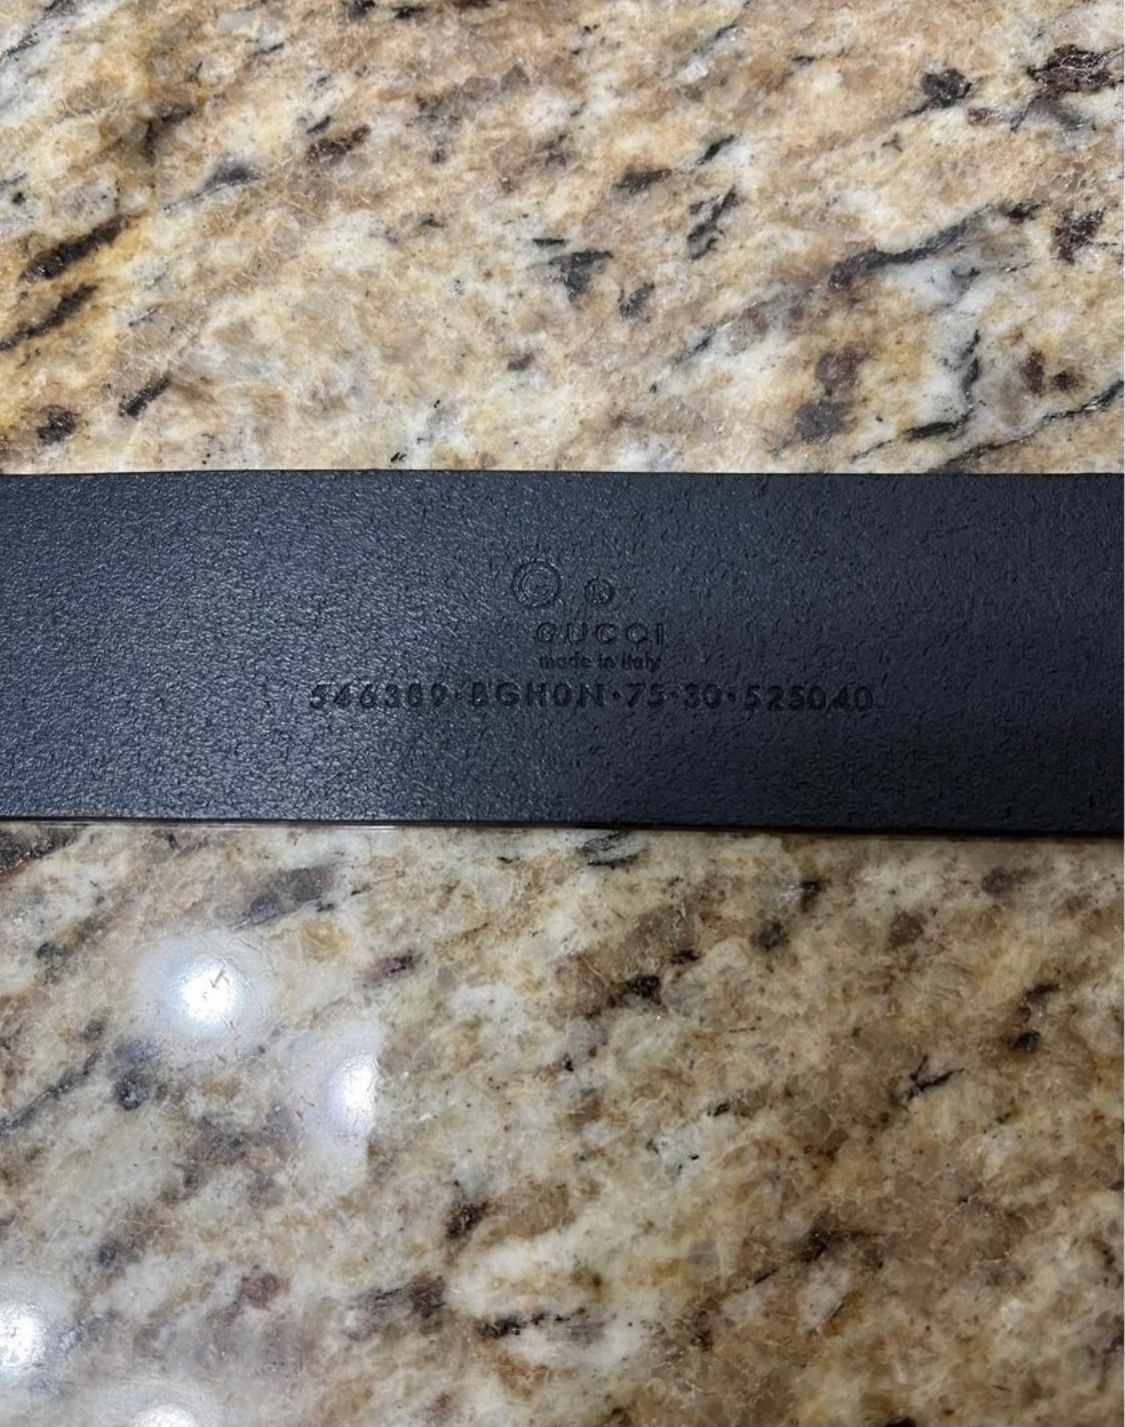 G ®
GUCCI
made in italy
546389·BGH0N·75·30·525040